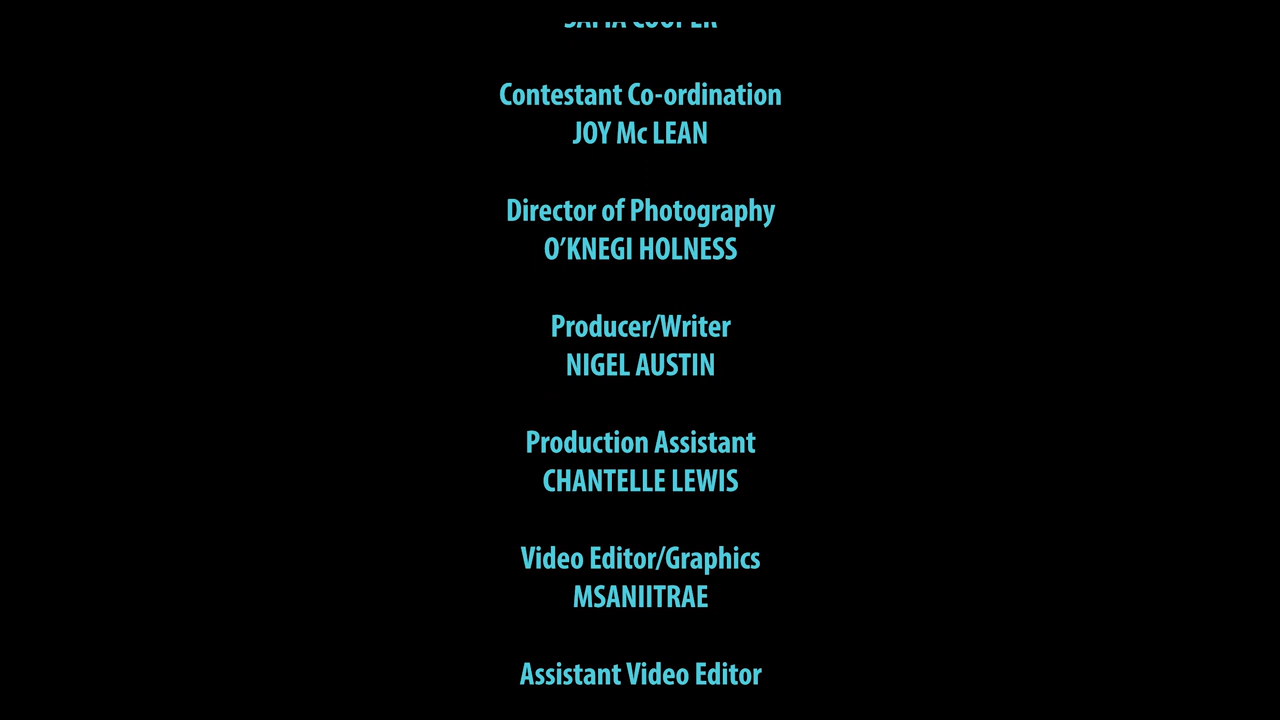 COOPER
Contestant Co-ordination
JOY Mc LEAN
Director of Photography
O’KNEGI HOLNESS
Producer/Writer
NIGEL AUSTIN
Production Assistant
CHANTELLE LEWIS
Video Editor/Graphics
MSANIITRAE
Assistant Video Editor